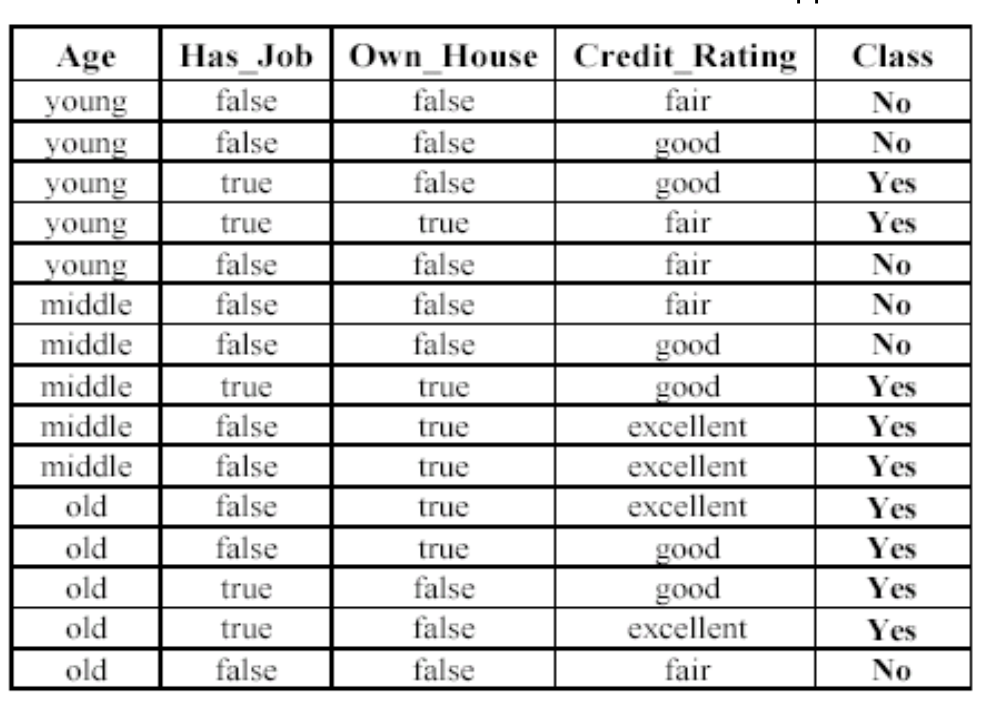 Age Has_Job Own_House Credit_Rating Class
young false false fair No
young false false good No
young true false good Yes
young true true fair Yes
young false false fair No
middle false false fair No
middle false false good No
middle true true good Yes
middle false true excellent Yes
middle false true excellent Yes
old false true excellent Yes
old false true good Yes
old true false good Yes
old true false excellent Yes
old false false fair No